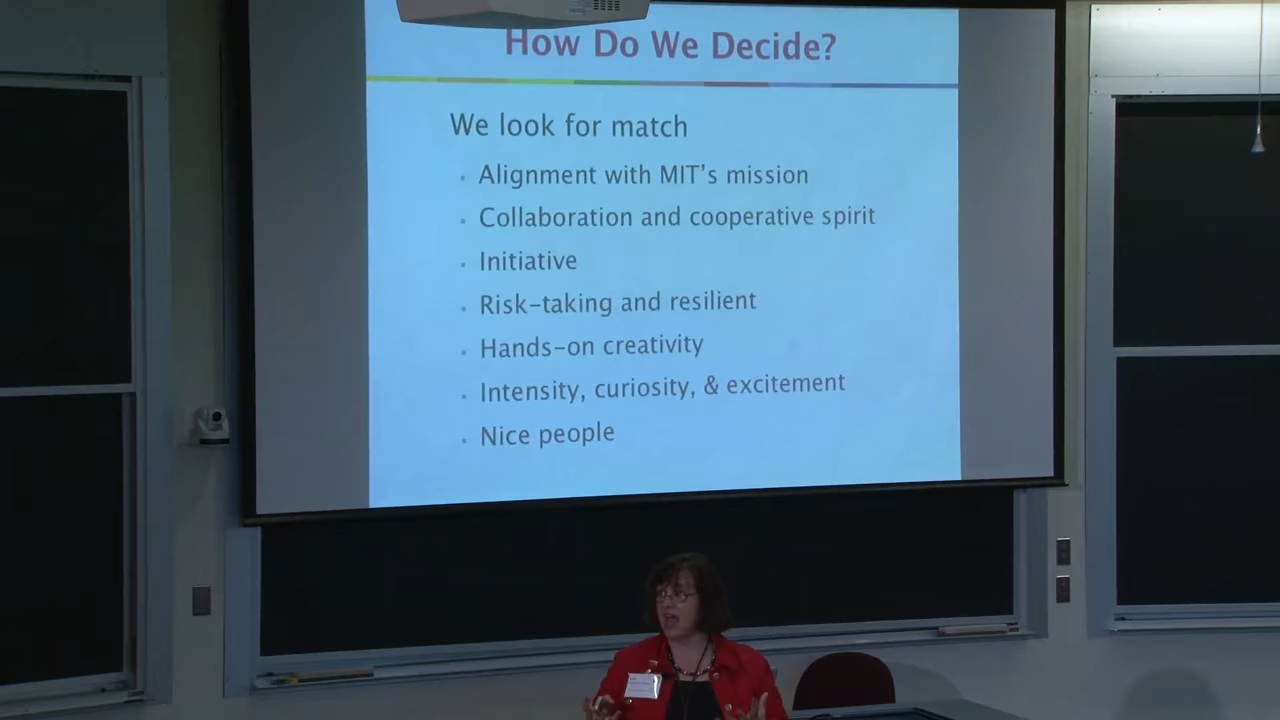 How Do We Decide?
We look for match
Alignment with MIT's mission
Collaboration and cooperative spirit
Initiative
Risk-taking and resilient
Hands-on creativity
Intensity, curiosity, & excitement
Nice people